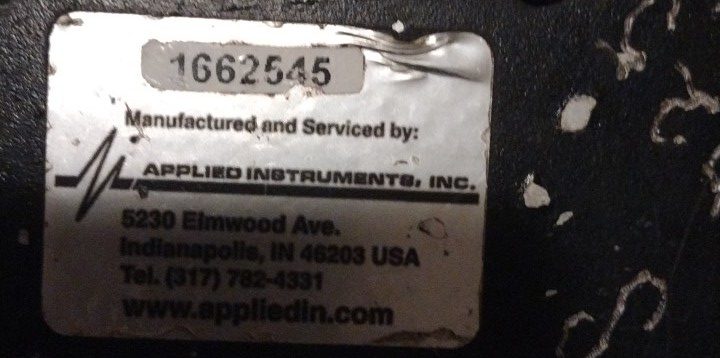 1662545
Manufactured and Serviced by:
APPLIED INSTRUMENTS, INC.
5230 Elmwood Ave.
Indianapolis, IN 46203 USA
Tel. (317) 782-4331
www.appliedin.com